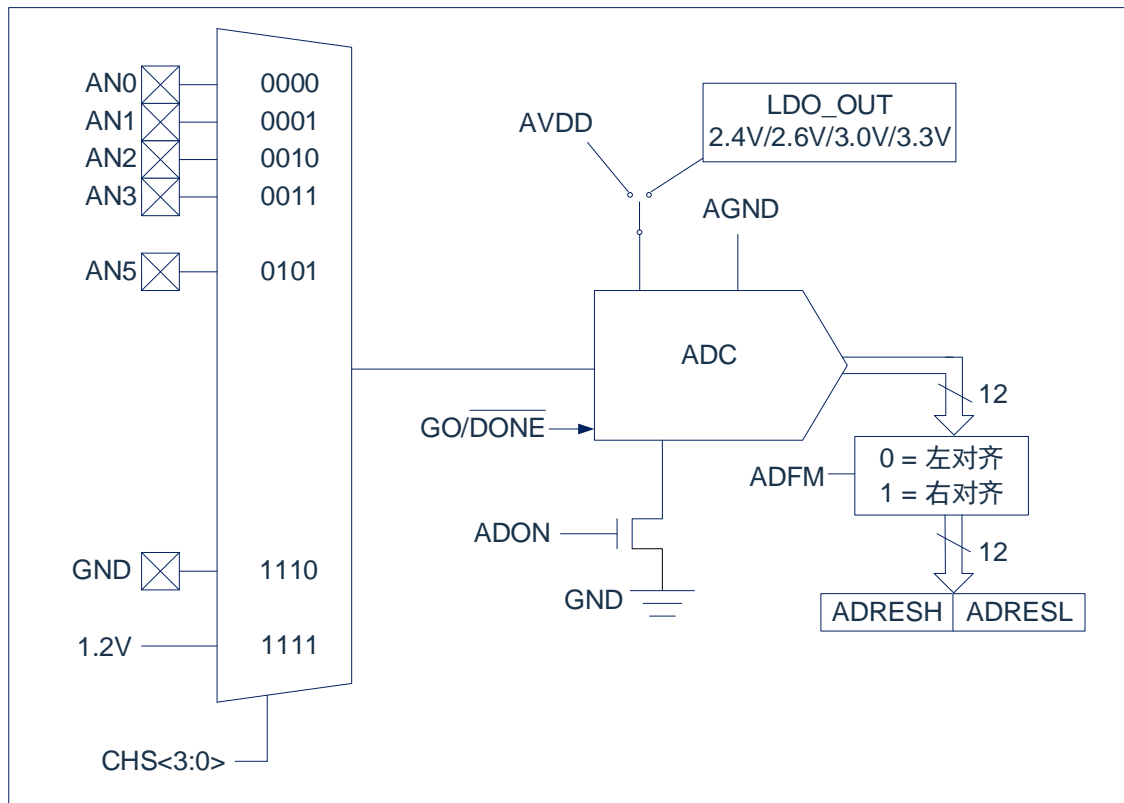 AN0
0000
AN1
0001
AN2
0010
AN3
0011
AN5
0101
GND
1110
1.2V
1111
CHS<3:0>
AVDD
LDO_OUT
2.4V/2.6V/3.0V/3.3V
AGND
ADC
GO/DONE
12
ADFM
0 = 左对齐
1 = 右对齐
ADON
GND
12
ADRESH
ADRESL